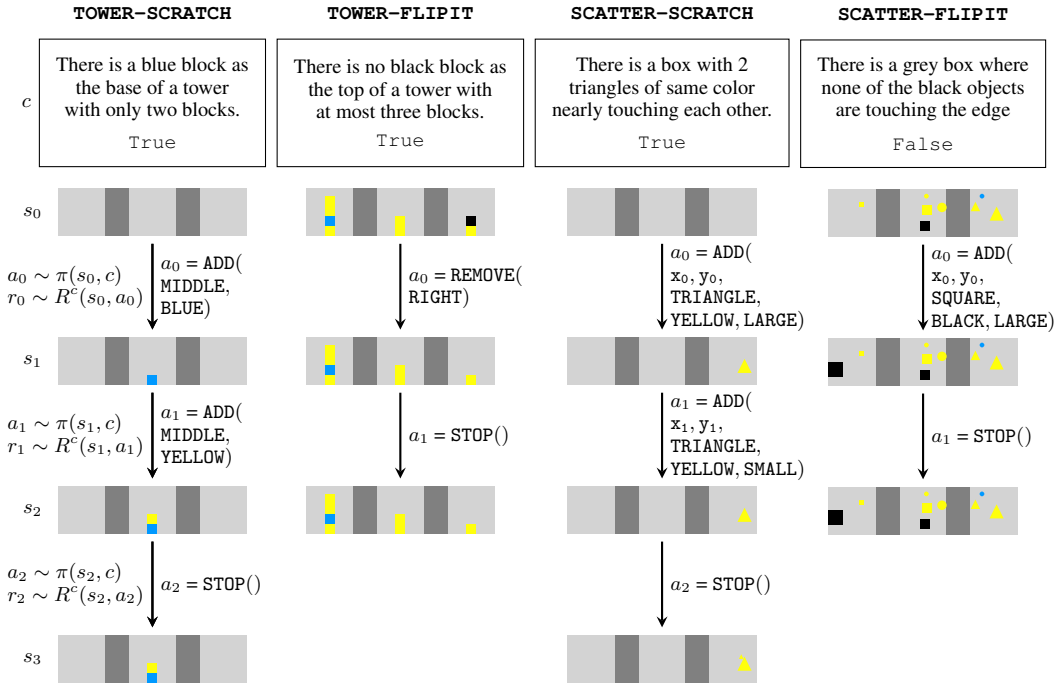 TOWER-SCRATCH
TOWER-FLIPIT
SCATTER-SCRATCH
SCATTER-FLIPIT
c
There is a blue block as
the base of a tower
with only two blocks.
True
There is no black block as
the top of a tower with
at most three blocks.
True
There is a box with 2
triangles of same color
nearly touching each other.
True
There is a grey box where
none of the black objects
are touching the edge
False
s₀
a₀ ∼ π(s₀, c)
r₀ ∼ Rᶜ(s₀, a₀)
a₀ = ADD(
MIDDLE,
BLUE)
a₀ = REMOVE(
RIGHT)
a₀ = ADD(
x₀, y₀,
TRIANGLE,
YELLOW, LARGE)
a₀ = ADD(
x₀, y₀,
SQUARE,
BLACK, LARGE)
s₁
a₁ ∼ π(s₁, c)
r₁ ∼ Rᶜ(s₁, a₁)
a₁ = ADD(
MIDDLE,
YELLOW)
a₁ = STOP()
a₁ = ADD(
x₁, y₁,
TRIANGLE,
YELLOW, SMALL)
a₁ = STOP()
s₂
a₂ ∼ π(s₂, c)
r₂ ∼ Rᶜ(s₂, a₂)
a₂ = STOP()
a₂ = STOP()
s₃